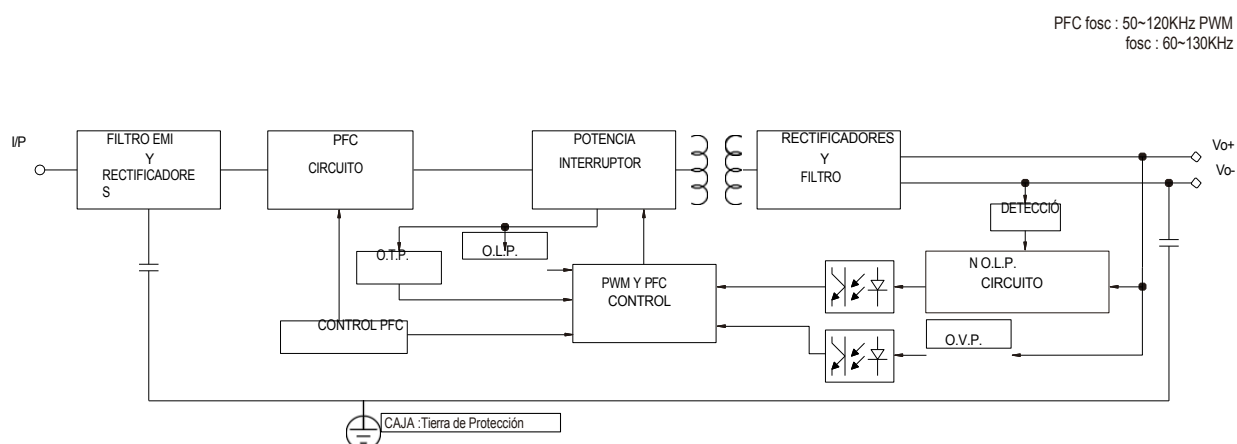 PFC fosc : 50~120KHz PWM
fosc : 60~130KHz
I/P
FILTRO EMI
Y
RECTIFICADORE
S
PFC
CIRCUITO
POTENCIA
INTERRUPTOR
RECTIFICADORES
Y
FILTRO
Vo+
Vo-
DETECCIÓ
O.T.P.
O.L.P.
PWM Y PFC
CONTROL
N O.L.P.
CIRCUITO
CONTROL PFC
O.V.P.
CAJA :Tierra de Protección